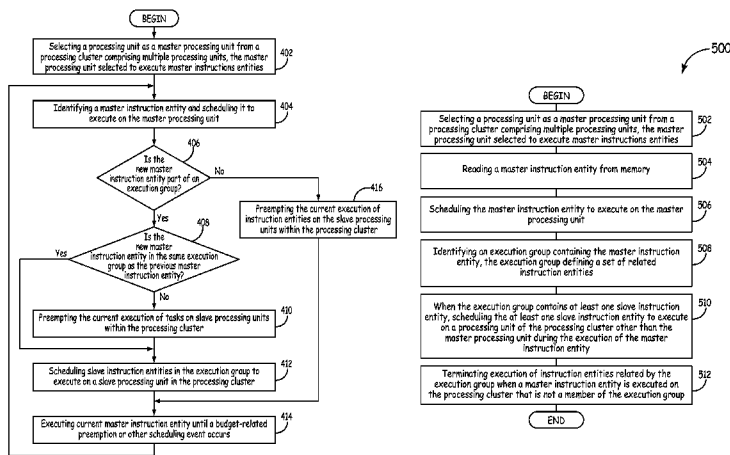 BEGIN
Selecting a processing unit as a master processing unit from a
processing cluster comprising multiple processing units, the master
processing unit selected to execute master instructions entities
402
Identifying a master instruction entity and scheduling it to
execute on the master processing unit
404
406
Is the
new master
instruction entity part of an
execution group?
No
416
Preempting the current execution of
instruction entities on the slave processing
units within the processing cluster
Yes
408
Is the
new master
instruction entity in the same execution
group as the previous master
instruction entity?
Yes
No
Preempting the current execution of tasks on slave processing units
within the processing cluster
410
Scheduling slave instruction entities in the execution group to
execute on a slave processing unit in the processing cluster
412
Executing current master instruction entity until a budget-related
preemption or other scheduling event occurs
414
500
BEGIN
Selecting a processing unit as a master processing unit from a
processing cluster comprising multiple processing units, the master
processing unit selected to execute master instructions entities
502
Reading a master instruction entity from memory
504
Scheduling the master instruction entity to execute on the master
processing unit
506
Identifying an execution group containing the master instruction
entity, the execution group defining a set of related
instruction entities
508
When the execution group contains at least one slave instruction
entity, scheduling the at least one slave instruction entity to execute
on a processing unit of the processing cluster other than the
master processing unit during the execution of the master
instruction entity
510
Terminating execution of instruction entities related by the
execution group when a master instruction entity is executed on
the processing cluster that is not a member of the execution group
512
END